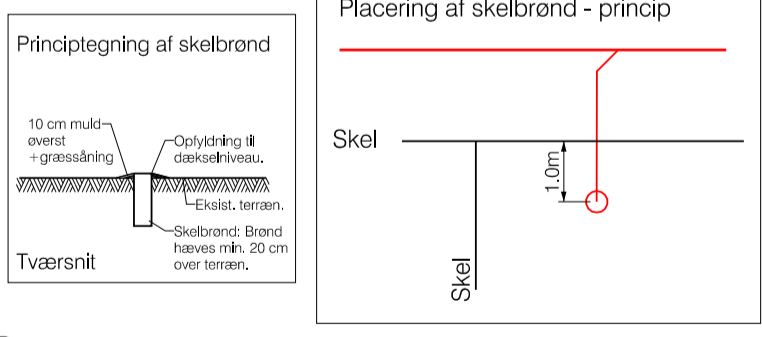 Principtegning af skelbrønd
10 cm muld
øverst
+græssåning
Opfyldning til
dækselniveau.
Eksist. terræn.
Skelbrønd: Brønd
hæves min. 20 cm
over terræn.
Tværsnit
Placering af skelbrønd - princip
Skel
1.0m
Skel